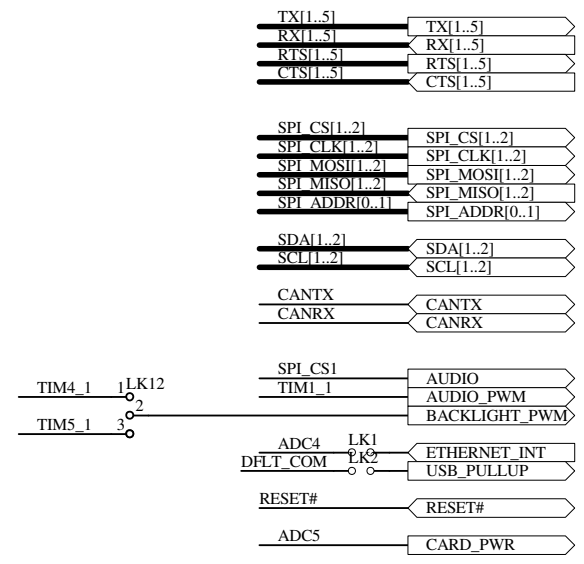 TX[1..5] TX[1..5]
RX[1..5] RX[1..5]
RTS[1..5] RTS[1..5]
CTS[1..5] CTS[1..5]
SPI_CS[1..2] SPI_CS[1..2]
SPI_CLK[1..2] SPI_CLK[1..2]
SPI_MOSI[1..2] SPI_MOSI[1..2]
SPI_MISO[1..2] SPI_MISO[1..2]
SPI_ADDR[0..1] SPI_ADDR[0..1]
SDA[1..2] SDA[1..2]
SCL[1..2] SCL[1..2]
CANTX CANTX
CANRX CANRX
SPI_CS1 AUDIO
TIM4_1 1 LK12 TIM1_1 AUDIO_PWM
2 BACKLIGHT_PWM
TIM5_1 3
ADC4 LK1 ETHERNET_INT
DFLT_COM LK2 USB_PULLUP
RESET# RESET#
ADC5 CARD_PWR